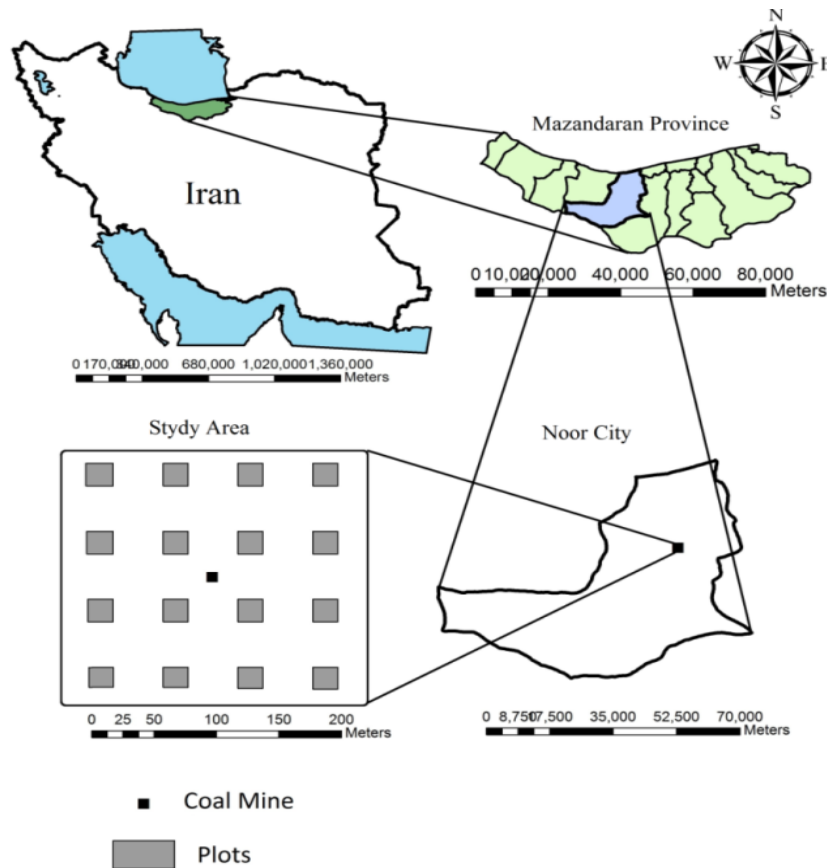 N
W E
S
Mazandaran Province
Iran
0 10,000 20,000 40,000 60,000 80,000
Meters
0 170,000 340,000 680,000 1,020,000 1,360,000
Meters
Stydy Area
Noor City
0 25 50 100 150 200
Meters
0 8,750 17,500 35,000 52,500 70,000
Meters
Coal Mine
Plots